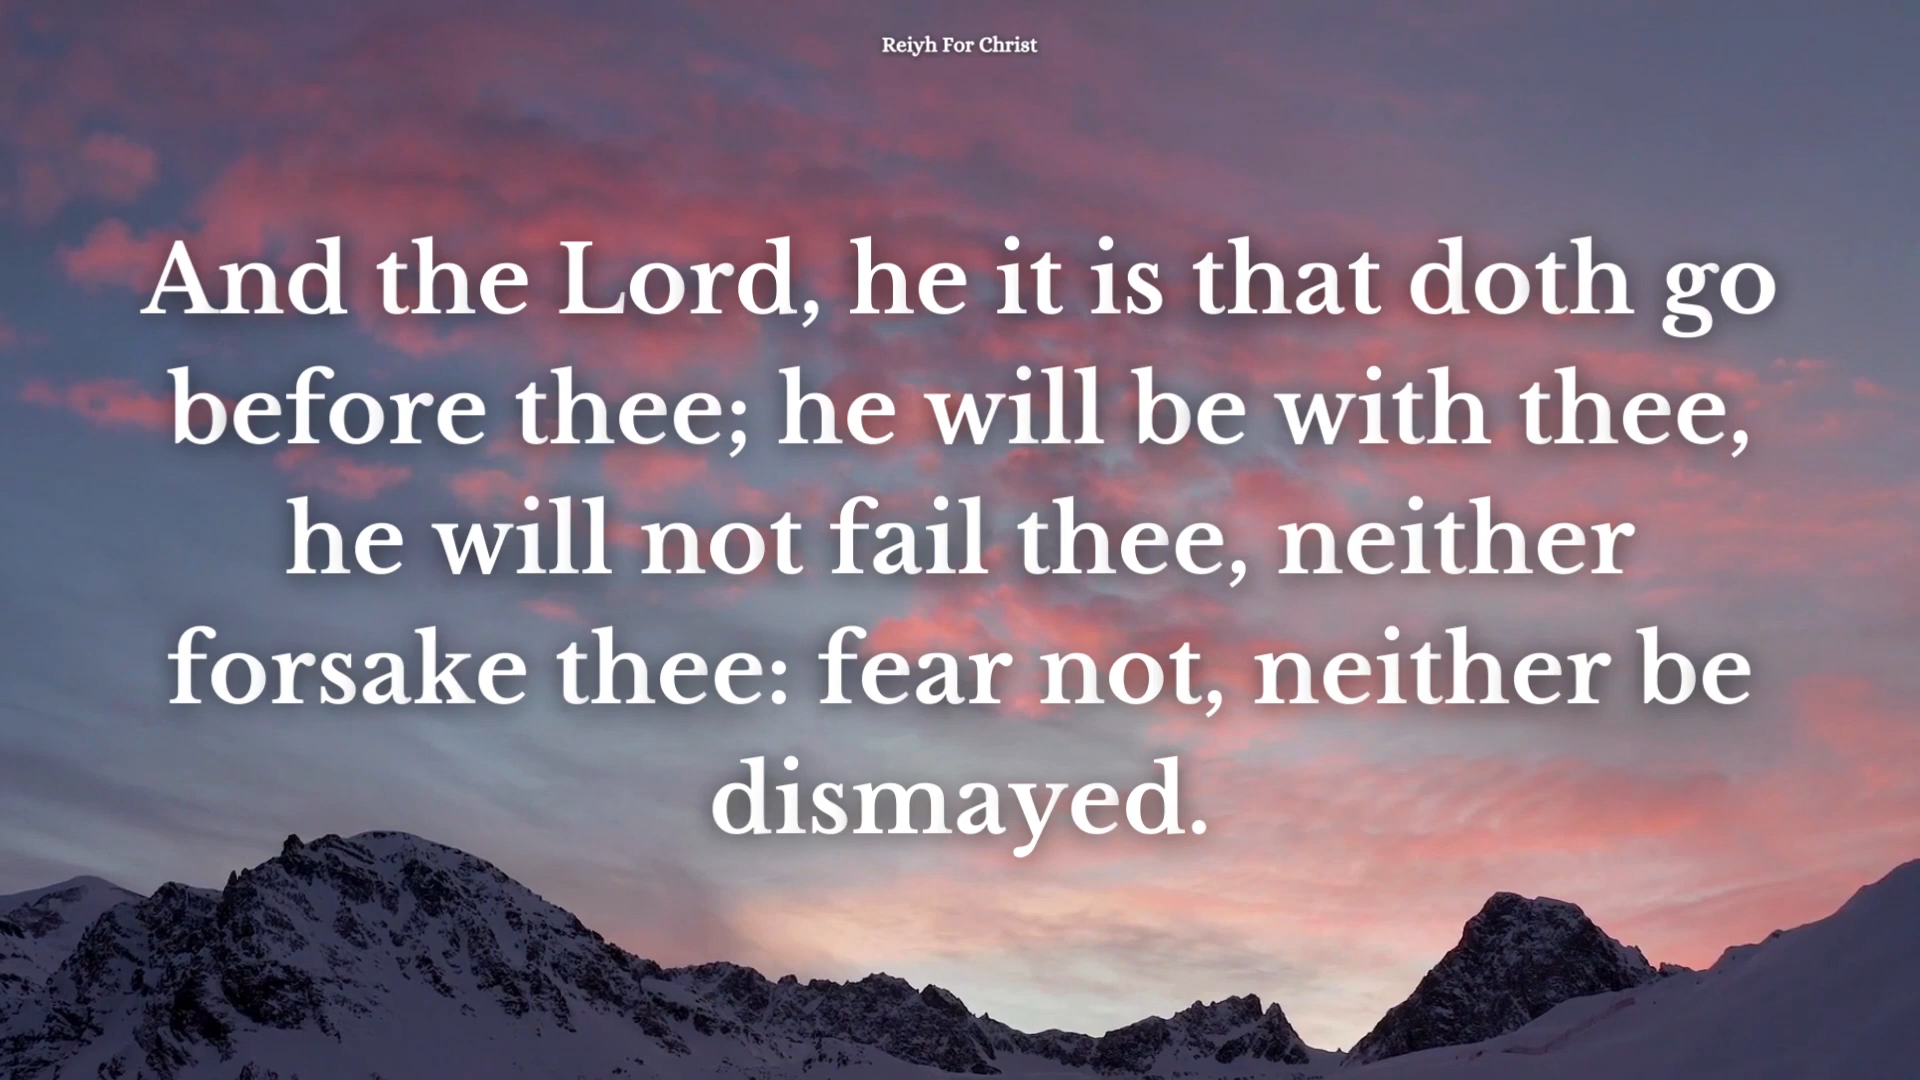 Reiyh For Christ
And the Lord, he it is that doth go
before thee; he will be with thee,
he will not fail thee, neither
forsake thee: fear not, neither be
dismayed.